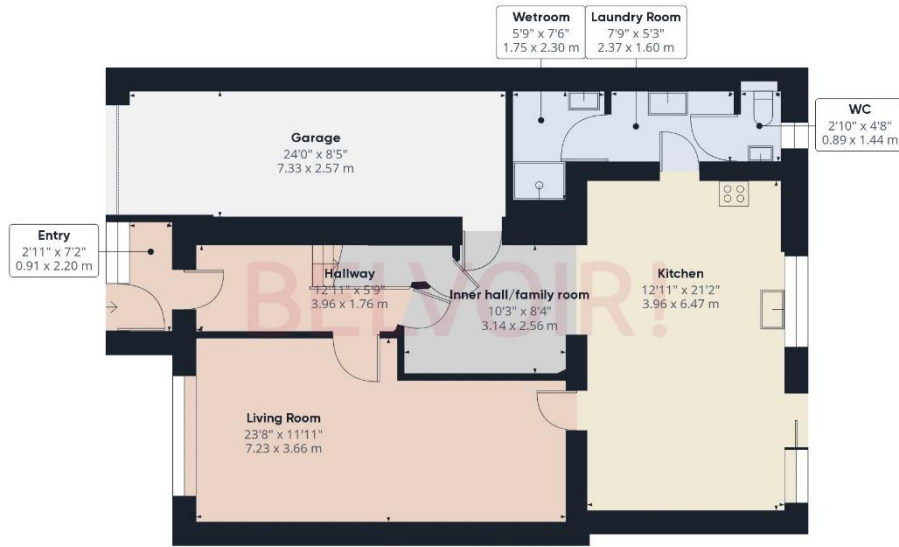 Wetroom
5'9" x 7'6"
1.75 x 2.30 m
Laundry Room
7'9" x 5'3"
2.37 x 1.60 m
WC
2'10" x 4'8"
0.89 x 1.44 m
Garage
24'0" x 8'5"
7.33 x 2.57 m
Entry
2'11" x 7'2"
0.91 x 2.20 m
Hallway
12'11" x 5'9"
3.96 x 1.76 m
Inner hall/family room
10'3" x 8'4"
3.14 x 2.56 m
Kitchen
12'11" x 21'2"
3.96 x 6.47 m
BELVOIR!
Living Room
23'8" x 11'11"
7.23 x 3.66 m